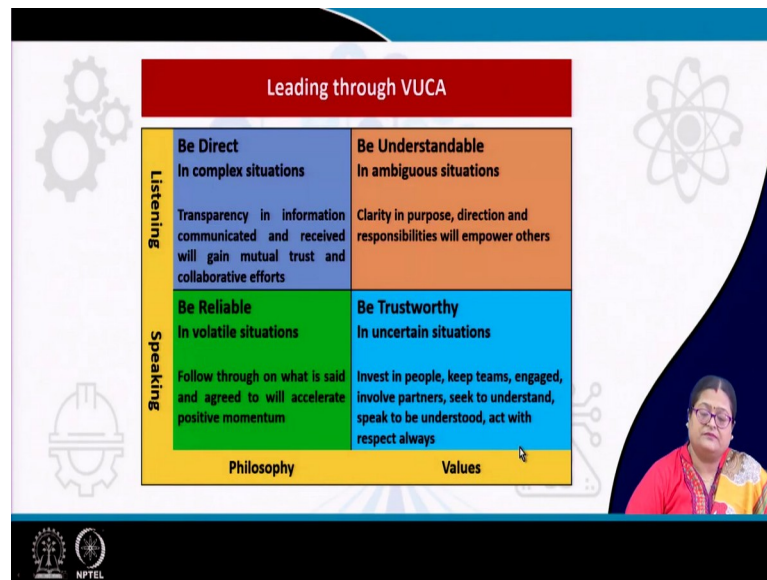 Leading through VUCA
Listening
Be Direct
In complex situations
Transparency in information
communicated and received
will gain mutual trust and
collaborative efforts
Be Understandable
In ambiguous situations
Clarity in purpose, direction and
responsibilities will empower others
Speaking
Be Reliable
In volatile situations
Follow through on what is said
and agreed to will accelerate
positive momentum
Be Trustworthy
In uncertain situations
Invest in people, keep teams, engaged,
involve partners, seek to understand,
speak to be understood, act with
respect always
Philosophy
Values
NPTEL